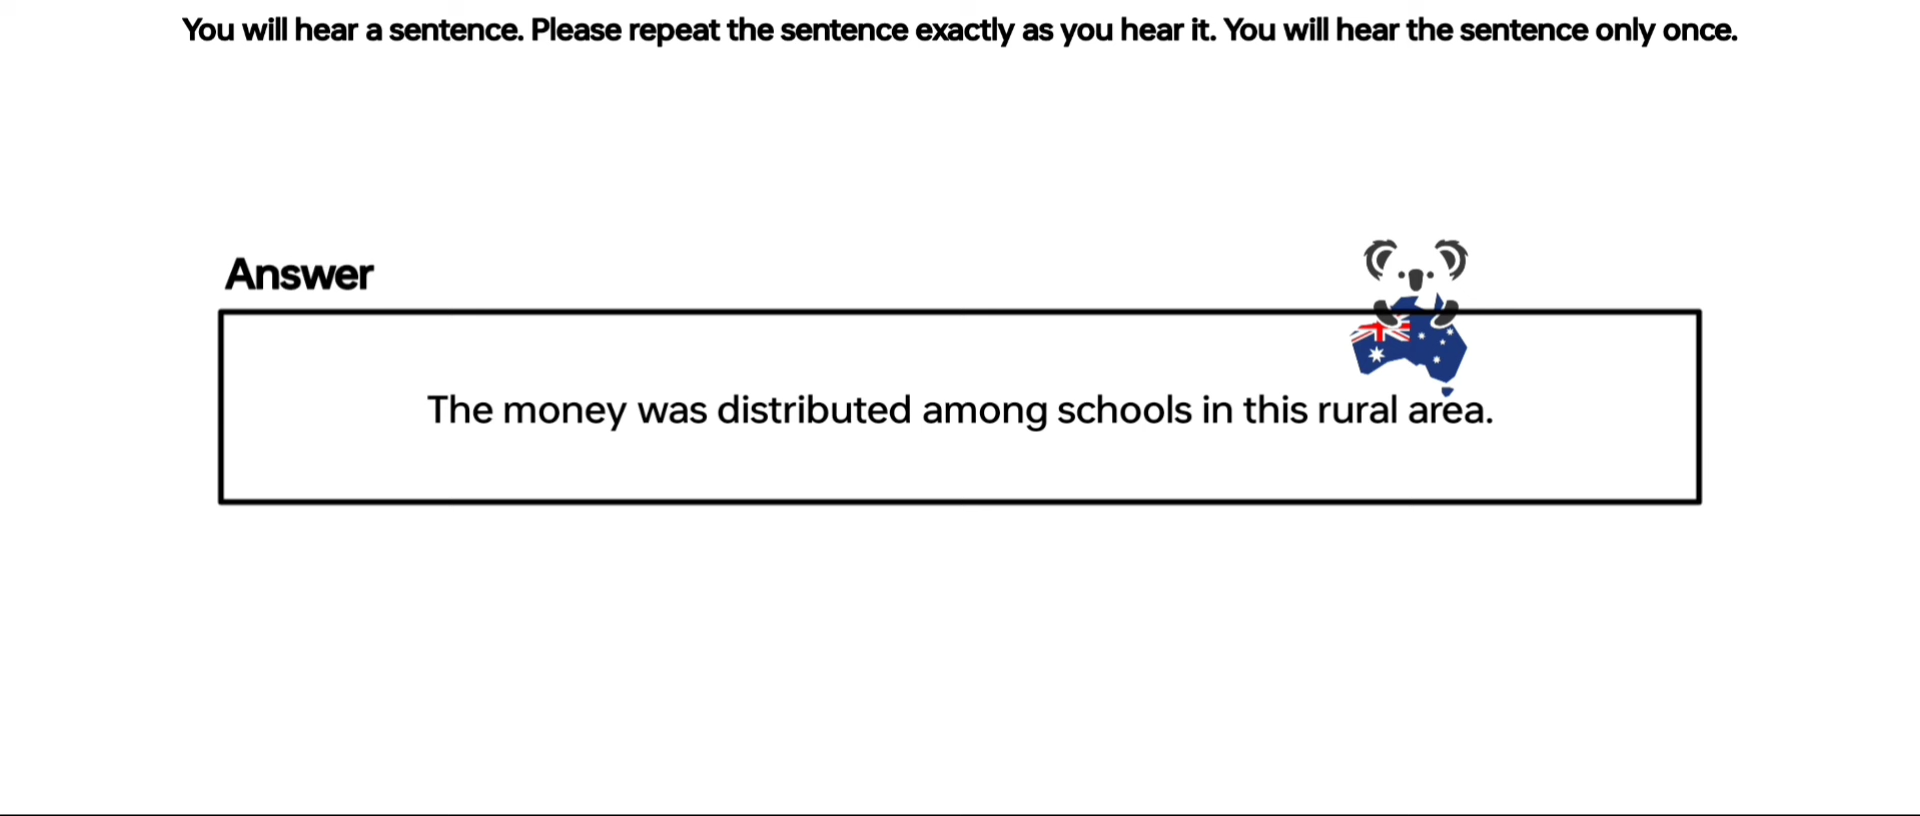 You will hear a sentence. Please repeat the sentence exactly as you hear it. You will hear the sentence only once.
Answer
The money was distributed among schools in this rural area.